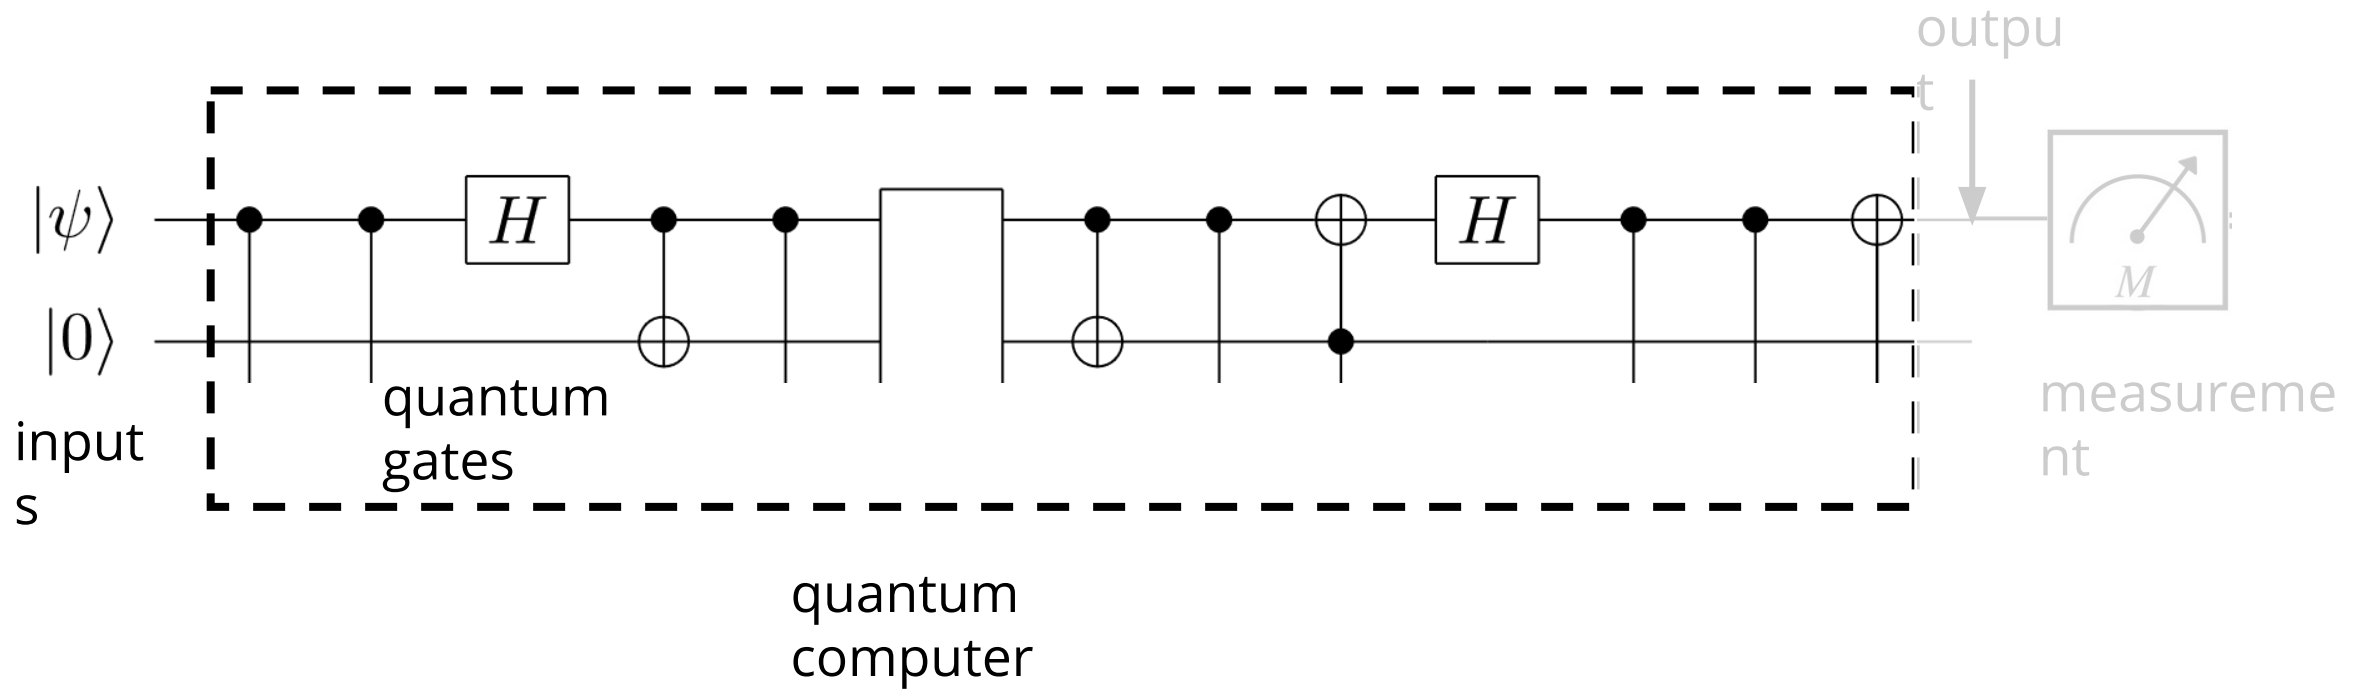 outpu
t
|ψ⟩
H
H
M
|0⟩
quantum
gates
input
s
measureme
nt
quantum
computer